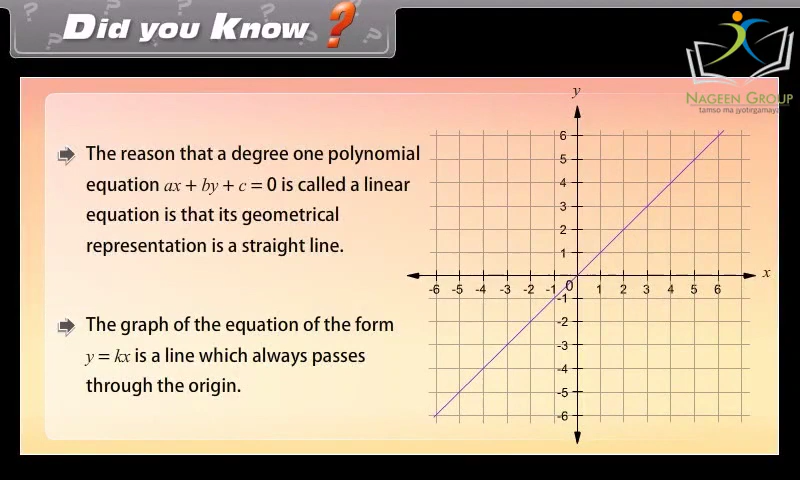 Did you Know ?
NAGEEN GROUP
tamso ma jyotirgamaya
The reason that a degree one polynomial
equation ax + by + c = 0 is called a linear
equation is that its geometrical
representation is a straight line.
The graph of the equation of the form
y = kx is a line which always passes
through the origin.
y
6
5
4
3
2
1
x
-6 -5 -4 -3 -2 -1 0 1 2 3 4 5 6
-1
-2
-3
-4
-5
-6